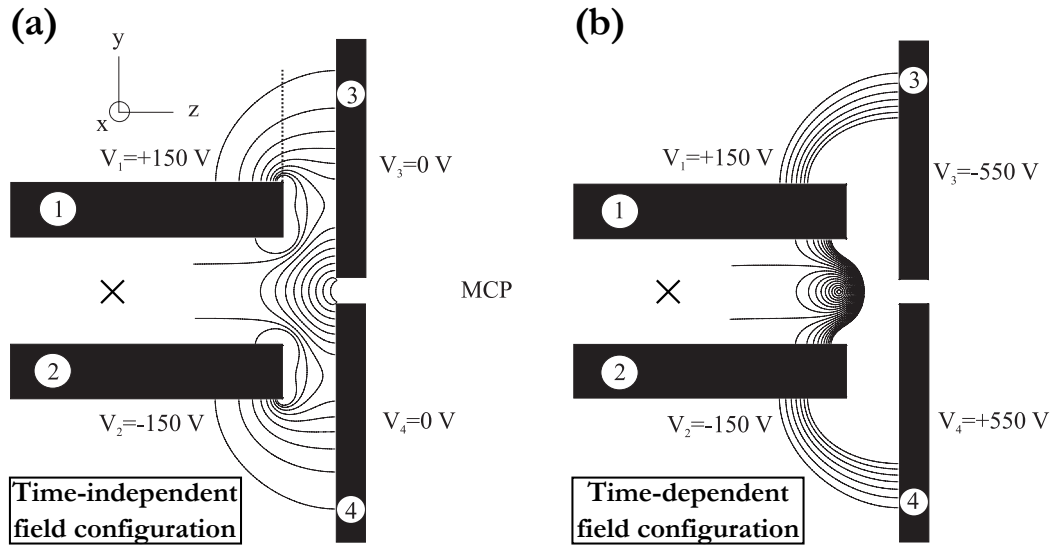 (a)
y
x
z
V₁=+150 V
1
2
V₂=-150 V
3
V₃=0 V
V₄=0 V
4
Time-independent
field configuration
MCP
(b)
V₁=+150 V
1
2
V₂=-150 V
3
V₃=-550 V
V₄=+550 V
4
Time-dependent
field configuration